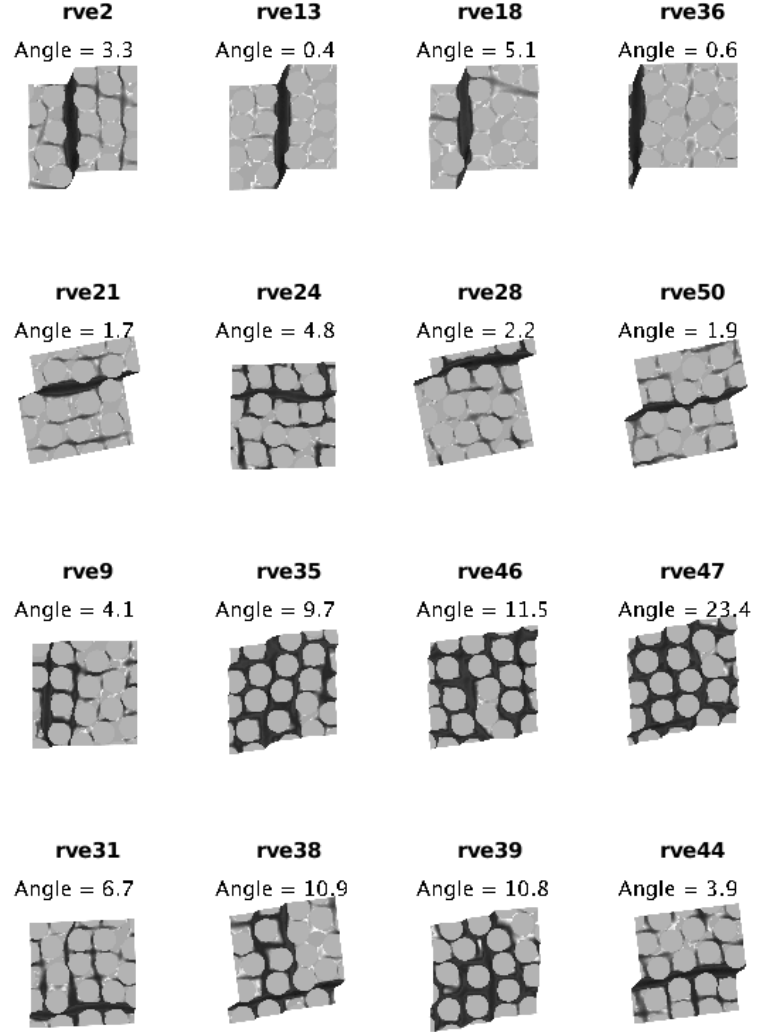 rve2 rve13 rve18 rve36
Angle = 3.3 Angle = 0.4 Angle = 5.1 Angle = 0.6
rve21 rve24 rve28 rve50
Angle = 1.7 Angle = 4.8 Angle = 2.2 Angle = 1.9
rve9 rve35 rve46 rve47
Angle = 4.1 Angle = 9.7 Angle = 11.5 Angle = 23.4
rve31 rve38 rve39 rve44
Angle = 6.7 Angle = 10.9 Angle = 10.8 Angle = 3.9